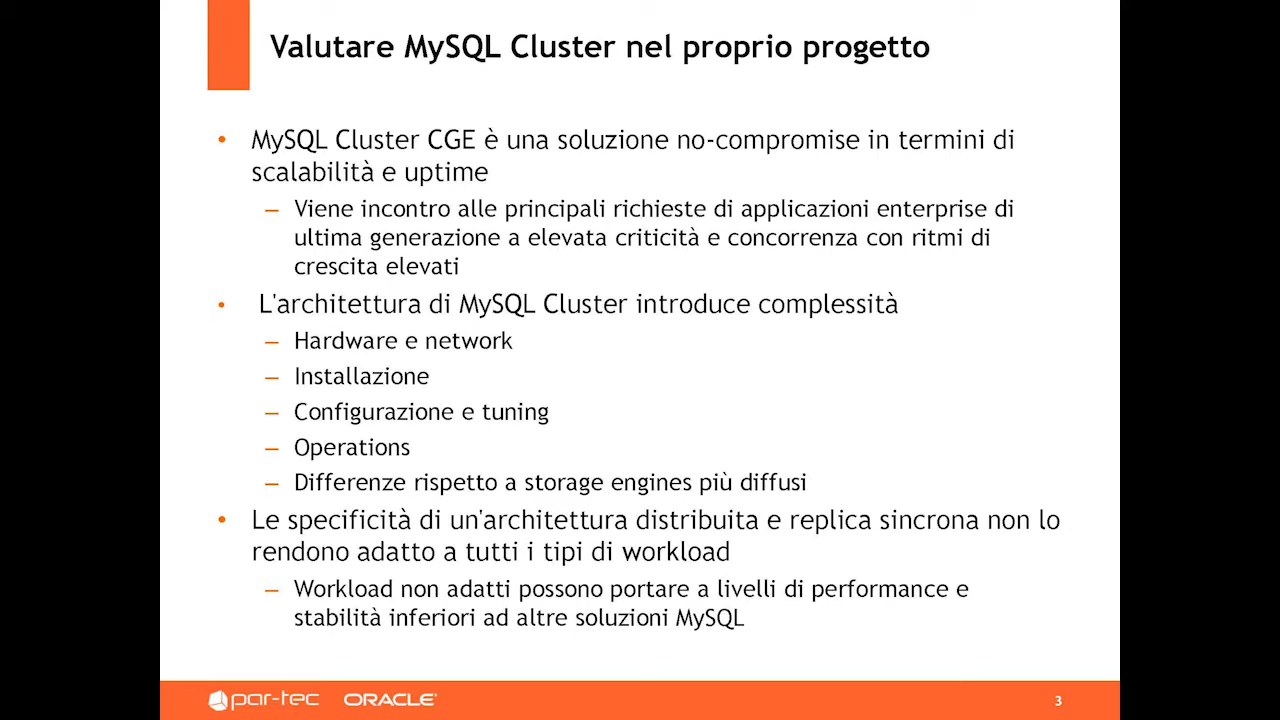 Valutare MySQL Cluster nel proprio progetto
• MySQL Cluster CGE è una soluzione no-compromise in termini di
scalabilità e uptime
– Viene incontro alle principali richieste di applicazioni enterprise di
ultima generazione a elevata criticità e concorrenza con ritmi di
crescita elevati
• L'architettura di MySQL Cluster introduce complessità
– Hardware e network
– Installazione
– Configurazione e tuning
– Operations
– Differenze rispetto a storage engines più diffusi
• Le specificità di un'architettura distribuita e replica sincrona non lo
rendono adatto a tutti i tipi di workload
– Workload non adatti possono portare a livelli di performance e
stabilità inferiori ad altre soluzioni MySQL
par-tec ORACLE 3